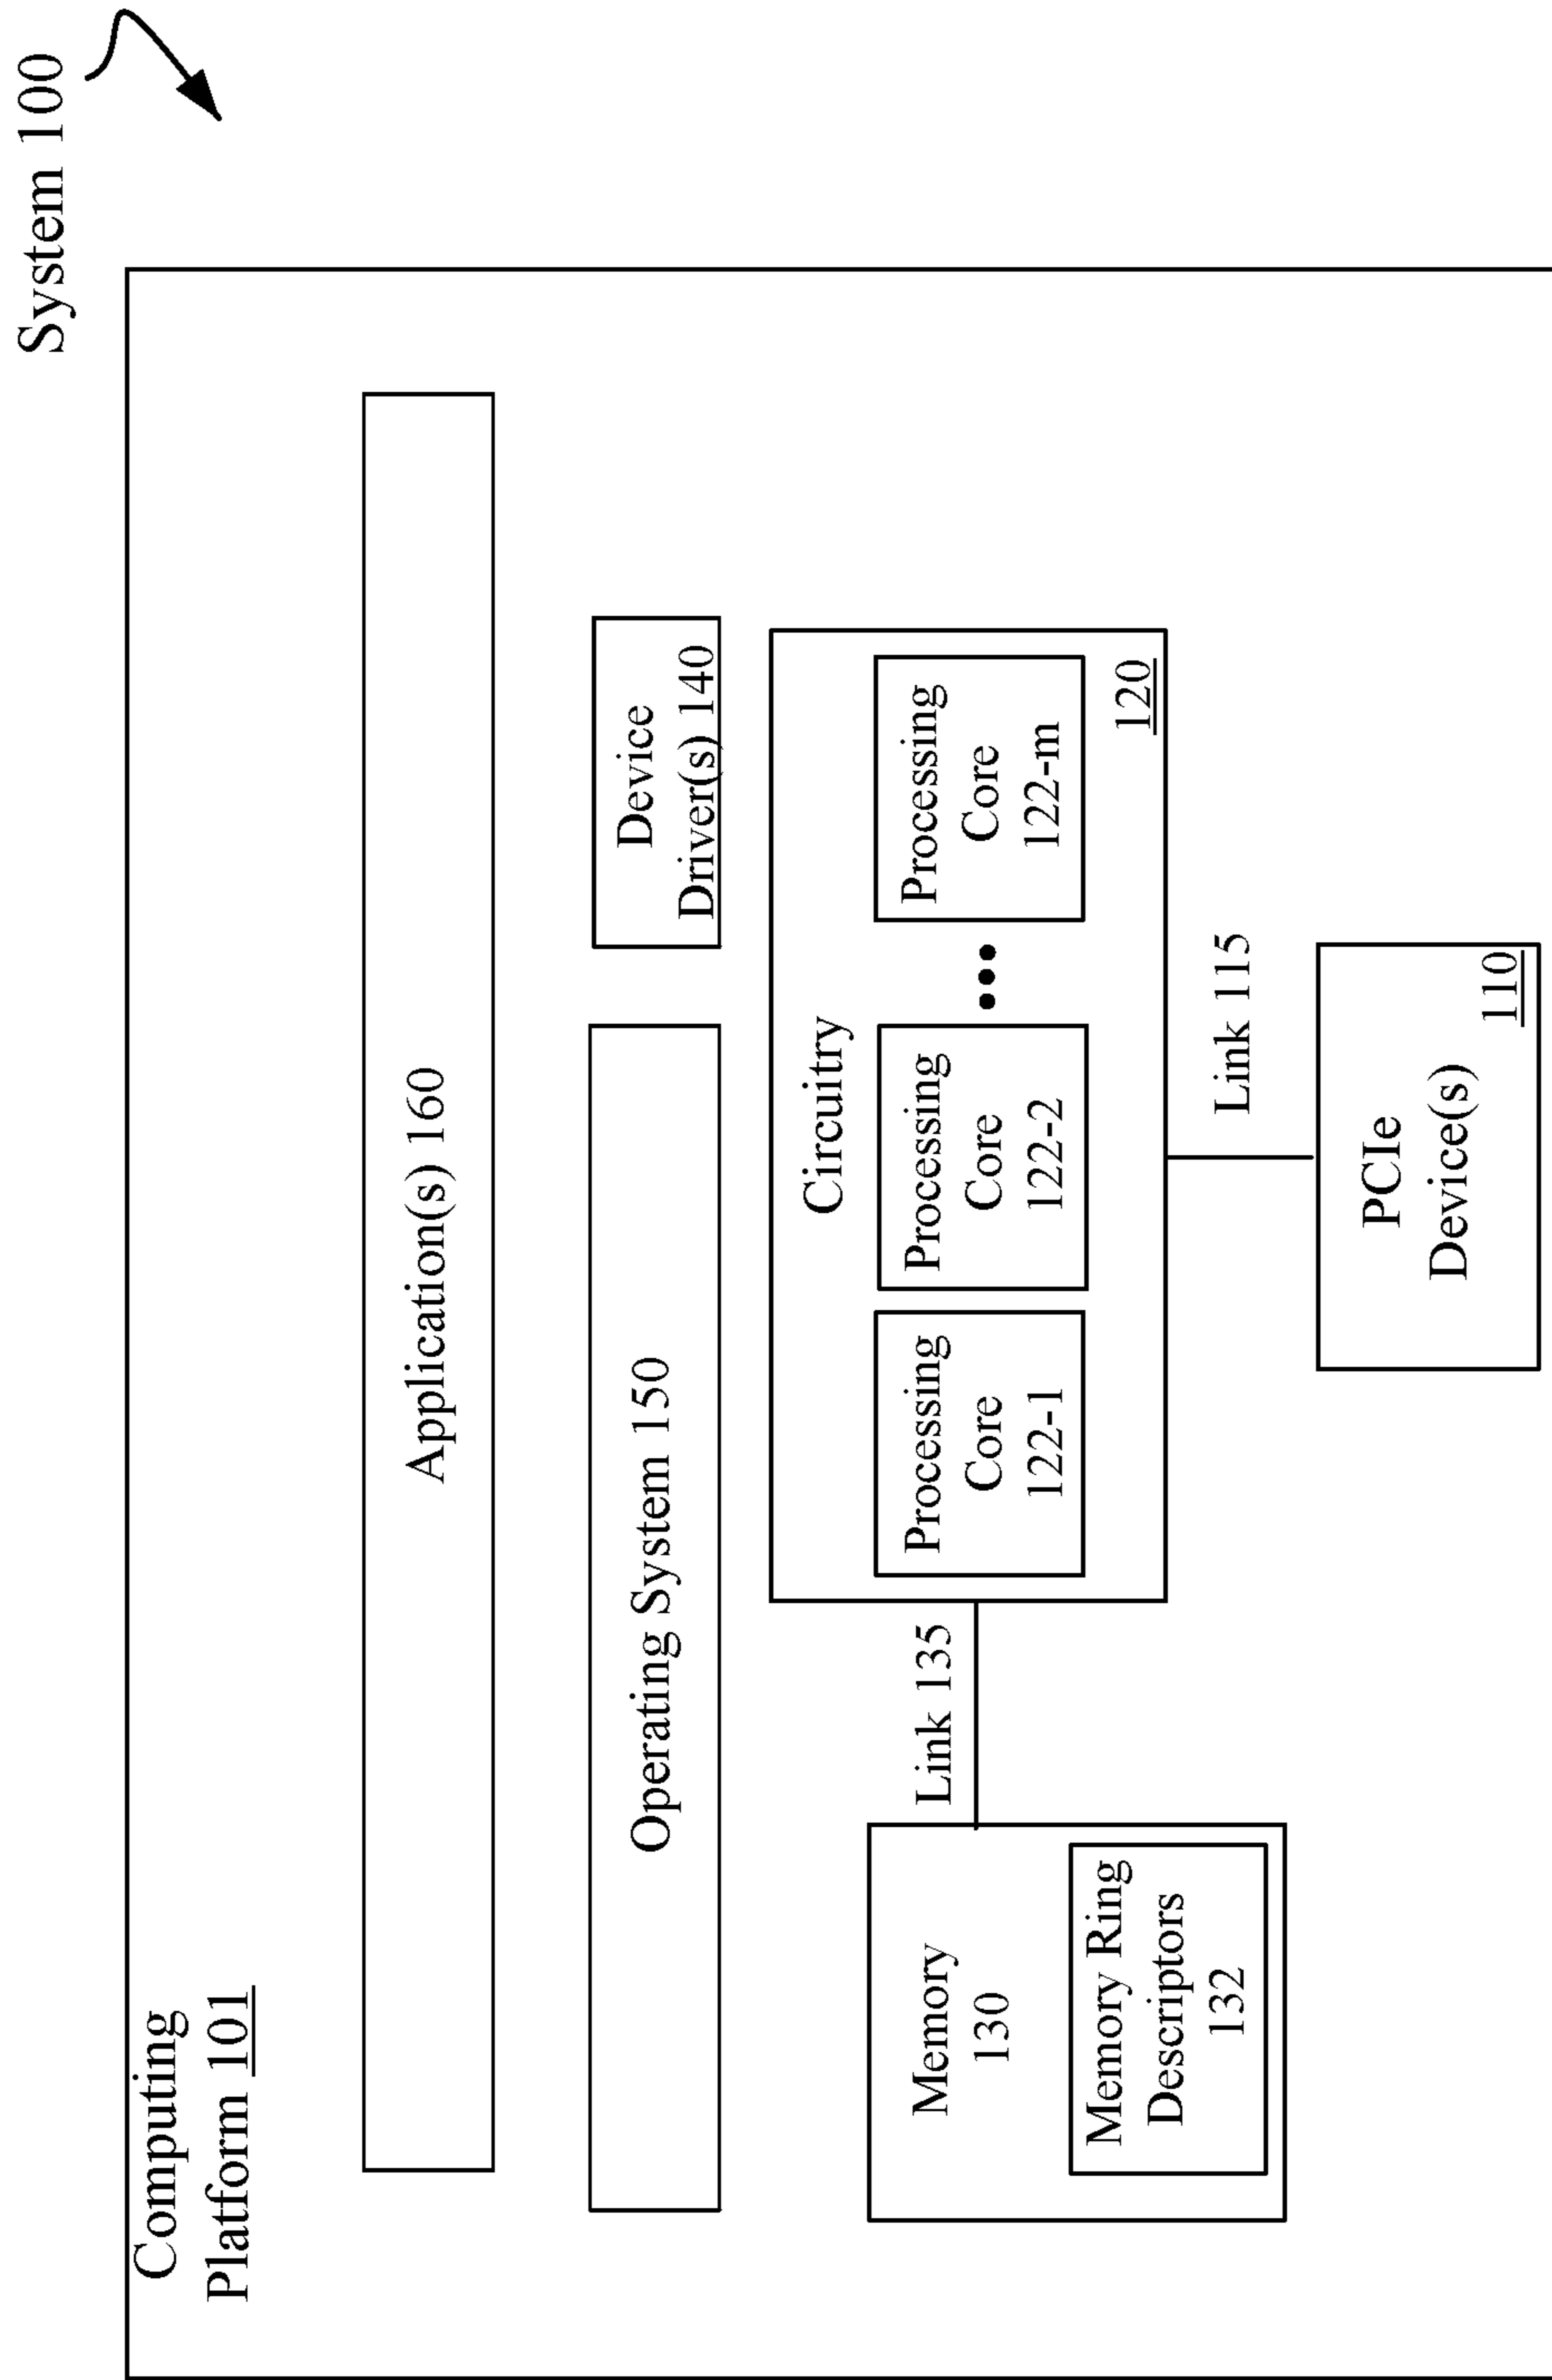 System 100
Computing
Platform 101
Application(s) 160
Operating System 150
Device
Driver(s) 140
Circuitry
Processing
Core
122-1
Processing
Core
122-2
Processing
Core
122-m
120
Link 135
Memory
130
Memory Ring
Descriptors
132
Link 115
PCIe
Device(s)
110